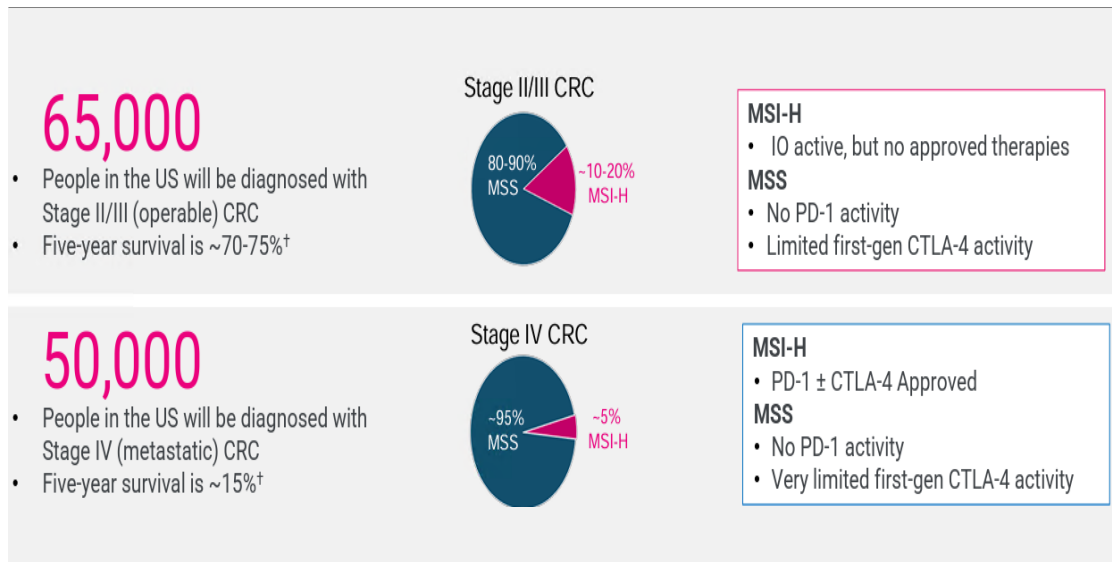 65,000
• People in the US will be diagnosed with
Stage II/III (operable) CRC
• Five-year survival is ~70-75%†
Stage II/III CRC
80-90%
MSS
~10-20%
MSI-H
MSI-H
• IO active, but no approved therapies
MSS
• No PD-1 activity
• Limited first-gen CTLA-4 activity
50,000
• People in the US will be diagnosed with
Stage IV (metastatic) CRC
• Five-year survival is ~15%†
Stage IV CRC
~95%
MSS
~5%
MSI-H
MSI-H
• PD-1 ± CTLA-4 Approved
MSS
• No PD-1 activity
• Very limited first-gen CTLA-4 activity